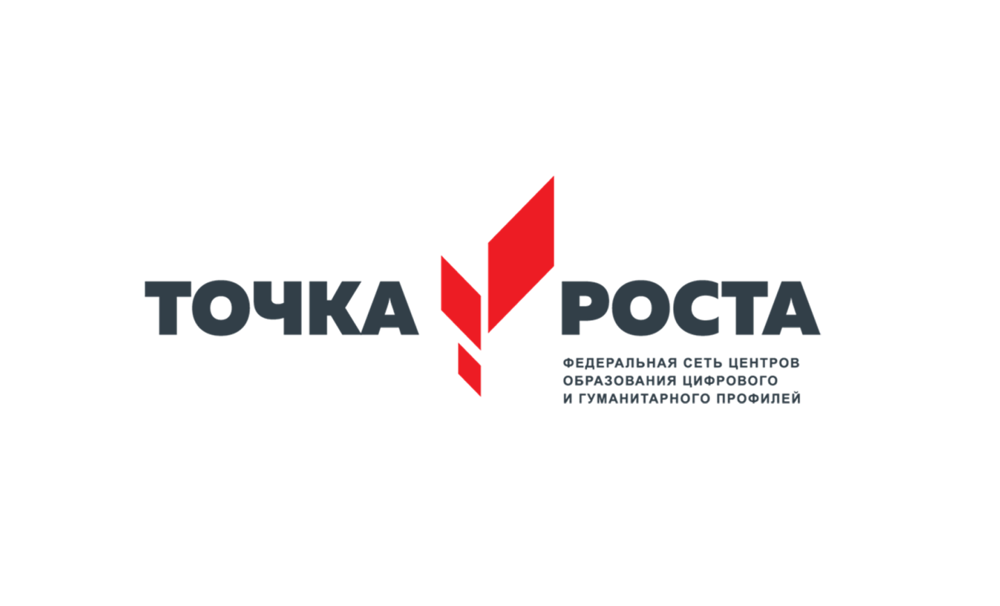 ТОЧКА РОСТА
ФЕДЕРАЛЬНАЯ СЕТЬ ЦЕНТРОВ
ОБРАЗОВАНИЯ ЦИФРОВОГО
И ГУМАНИТАРНОГО ПРОФИЛЕЙ